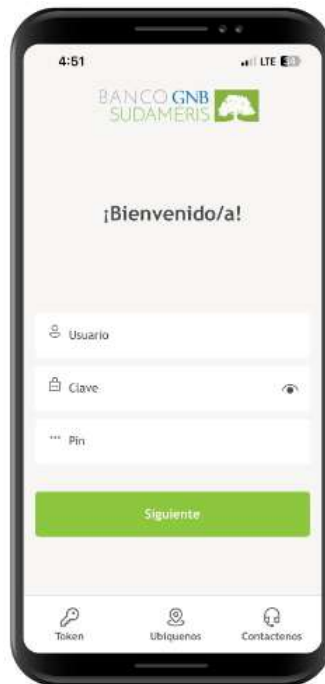 4:51
LTE
BANCO GNB
SUDAMERIS
¡Bienvenido/a!
Usuario
Clave
Pin
Siguiente
Token
Ubiquenos
Contactenos